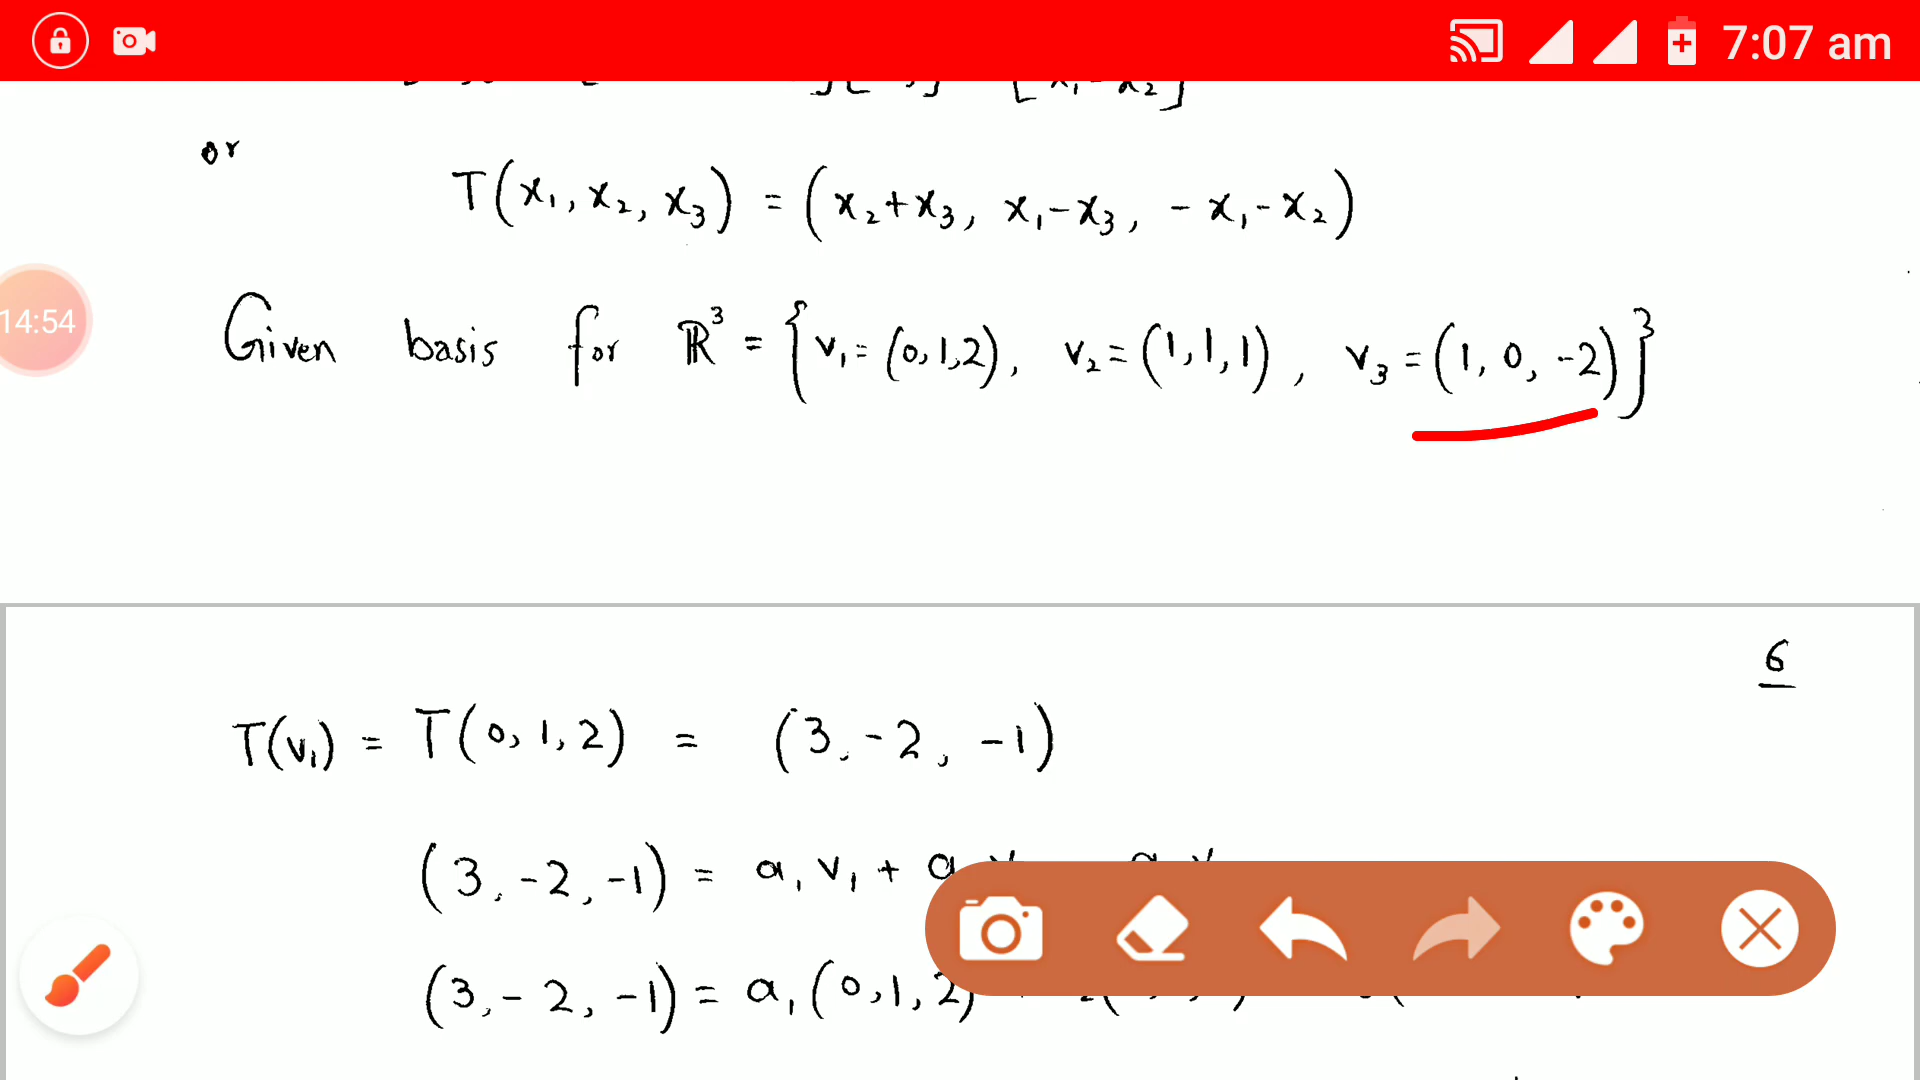 7:07 am
or
T(x₁, x₂, x₃) = (x₂+x₃, x₁-x₃, -x₁-x₂)
14:54
Given basis for ℝ³ = {v₁=(0,1,2), v₂=(1,1,1), v₃=(1, 0, -2)}
6
T(v₁) = T(0,1,2) = (3,-2,-1)
(3,-2,-1) = a₁v₁ + a
(3,-2,-1) = a₁(0,1,2)